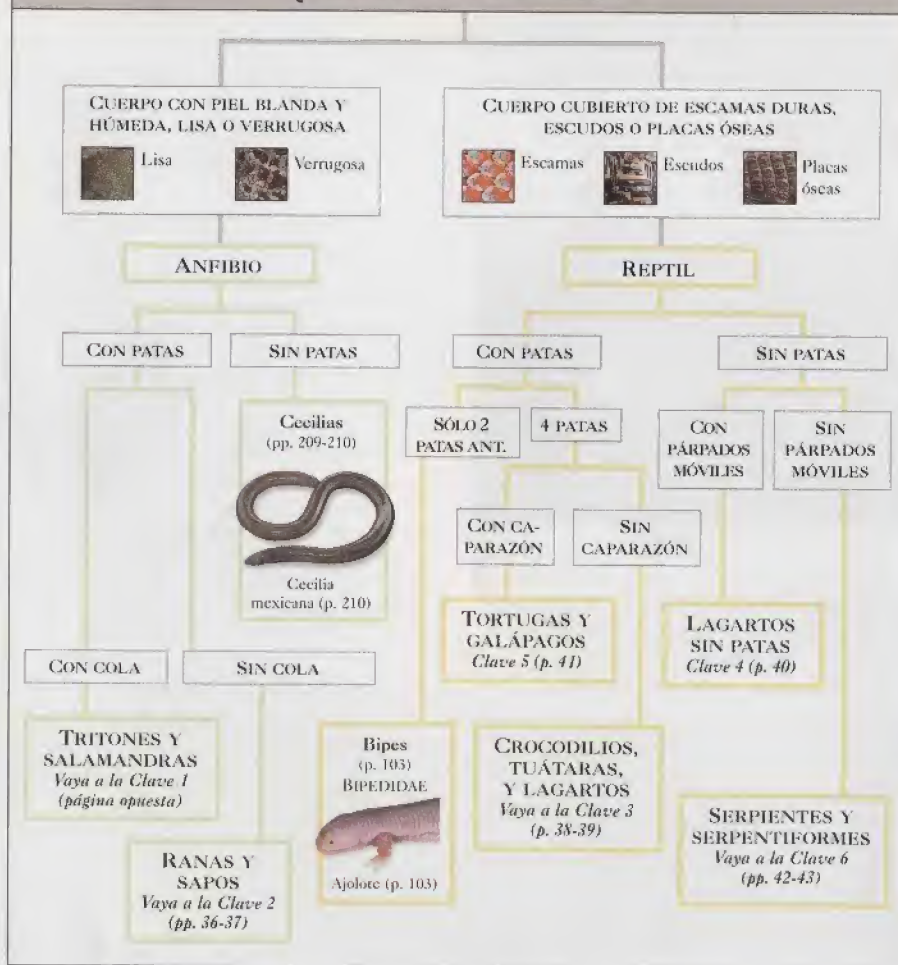 CUERPO CON PIEL BLANDA Y
HÚMEDA, LISA O VERRUGOSA
Lisa
Verrugosa
CUERPO CUBIERTO DE ESCAMAS DURAS,
ESCUDOS O PLACAS ÓSEAS
Escamas
Escudos
Placas
óseas
ANFIBIO
REPTIL
CON PATAS
SIN PATAS
CON PATAS
SIN PATAS
Cecilias
(pp. 209-210)
Cecilia
mexicana (p. 210)
SÓLO 2
PATAS ANT.
4 PATAS
CON
PÁRPADOS
MÓVILES
SIN
PÁRPADOS
MÓVILES
CON CA-
PARAZÓN
SIN
CAPARAZÓN
TORTUGAS Y
GALÁPAGOS
Clave 5 (p. 41)
LAGARTOS
SIN PATAS
Clave 4 (p. 40)
CON COLA
SIN COLA
TRITONES Y
SALAMANDRAS
Vaya a la Clave 1
(página opuesta)
Bipes
(p. 103)
BIPEDIDAE
Ajolote (p. 103)
CROCODILIOS,
TUÁTARAS,
Y LAGARTOS
Vaya a la Clave 3
(p. 38-39)
SERPIENTES Y
SERPENTIFORMES
Vaya a la Clave 6
(pp. 42-43)
RANAS Y
SAPOS
Vaya a la Clave 2
(pp. 36-37)